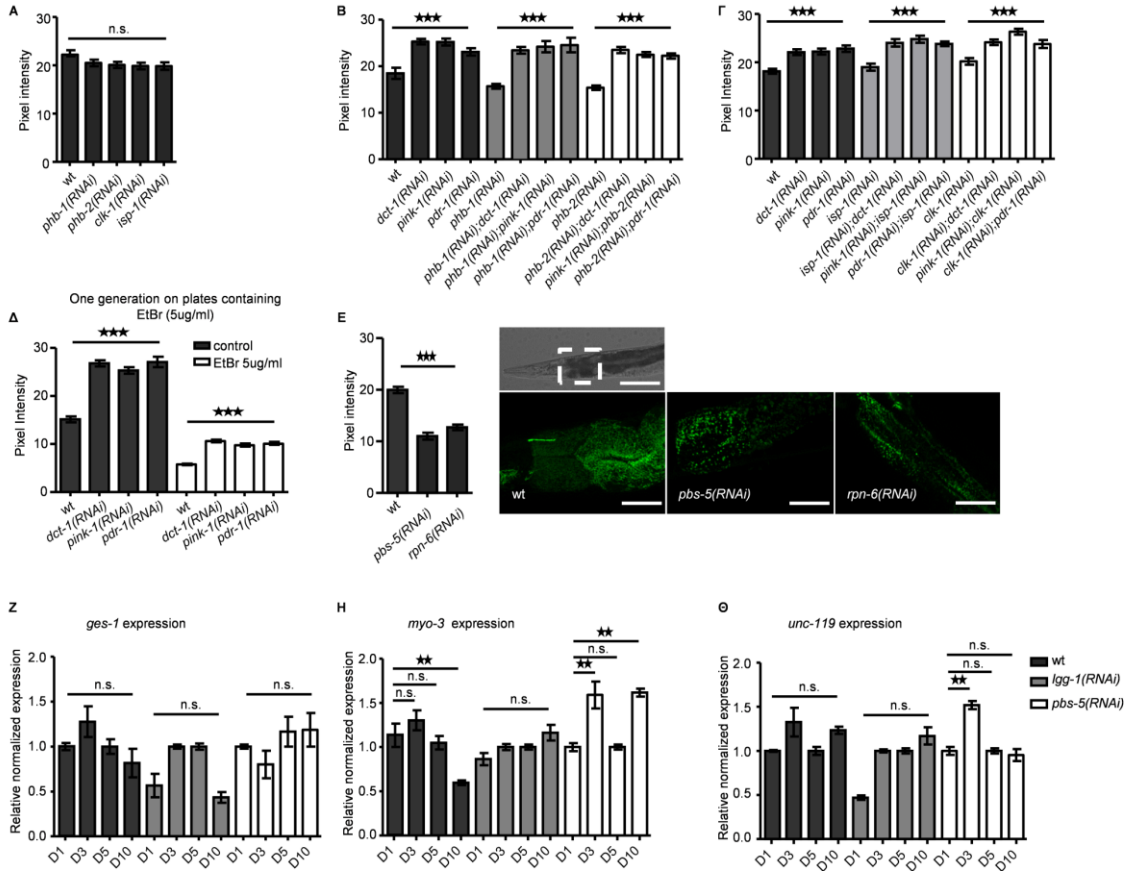 A
n.s.
Pixel intensity
30
20
10
0
wt
phb-1(RNAi)
phb-2(RNAi)
clk-1(RNAi)
isp-1(RNAi)
B
★★★ ★★★ ★★★
Pixel intensity
30
20
10
0
wt
dct-1(RNAi)
pink-1(RNAi)
pdr-1(RNAi)
phb-1(RNAi)
phb-1(RNAi);dct-1(RNAi)
phb-1(RNAi);pink-1(RNAi)
phb-1(RNAi);pdr-1(RNAi)
phb-2(RNAi)
phb-2(RNAi);dct-1(RNAi)
pink-1(RNAi);phb-2(RNAi)
phb-2(RNAi);pdr-1(RNAi)
Γ
★★★ ★★★ ★★★
Pixel intensity
30
20
10
0
wt
dct-1(RNAi)
pink-1(RNAi)
pdr-1(RNAi)
isp-1(RNAi)
isp-1(RNAi);dct-1(RNAi)
pink-1(RNAi);isp-1(RNAi)
pdr-1(RNAi);isp-1(RNAi)
clk-1(RNAi)
clk-1(RNAi);dct-1(RNAi)
pink-1(RNAi);clk-1(RNAi)
clk-1(RNAi);pdr-1(RNAi)
Δ
One generation on plates containing
EtBr (5ug/ml)
★★★
control
EtBr 5ug/ml
★★★
Pixel Intensity
30
20
10
0
wt
dct-1(RNAi)
pink-1(RNAi)
pdr-1(RNAi)
wt
dct-1(RNAi)
pink-1(RNAi)
pdr-1(RNAi)
E
★★★
Pixel Intensity
30
20
10
0
wt
pbs-5(RNAi)
rpn-6(RNAi)
wt
pbs-5(RNAi)
rpn-6(RNAi)
Z
ges-1 expression
Relative normalized expression
2.0
1.5
1.0
0.5
0.0
n.s.
n.s.
n.s.
D1 D3 D5 D10 D1 D3 D5 D10 D1 D3 D5 D10
H
myo-3 expression
Relative normalized expression
2.0
1.5
1.0
0.5
0.0
★★
n.s.
n.s.
n.s.
★★
n.s.
★★
D1 D3 D5 D10 D1 D3 D5 D10 D1 D3 D5 D10
Θ
unc-119 expression
Relative normalized expression
2.0
1.5
1.0
0.5
0.0
n.s.
n.s.
n.s.
n.s.
★★
wt
lgg-1(RNAi)
pbs-5(RNAi)
D1 D3 D5 D10 D1 D3 D5 D10 D1 D3 D5 D10